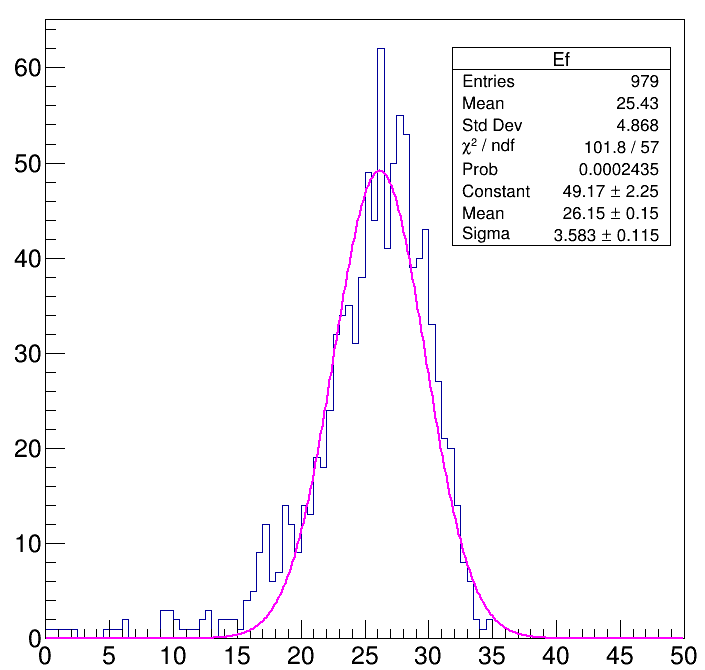 Ef
Entries 979
Mean 25.43
Std Dev 4.868
χ² / ndf 101.8 / 57
Prob 0.0002435
Constant 49.17 ± 2.25
Mean 26.15 ± 0.15
Sigma 3.583 ± 0.115
60
50
40
30
20
10
0
0 5 10 15 20 25 30 35 40 45 50